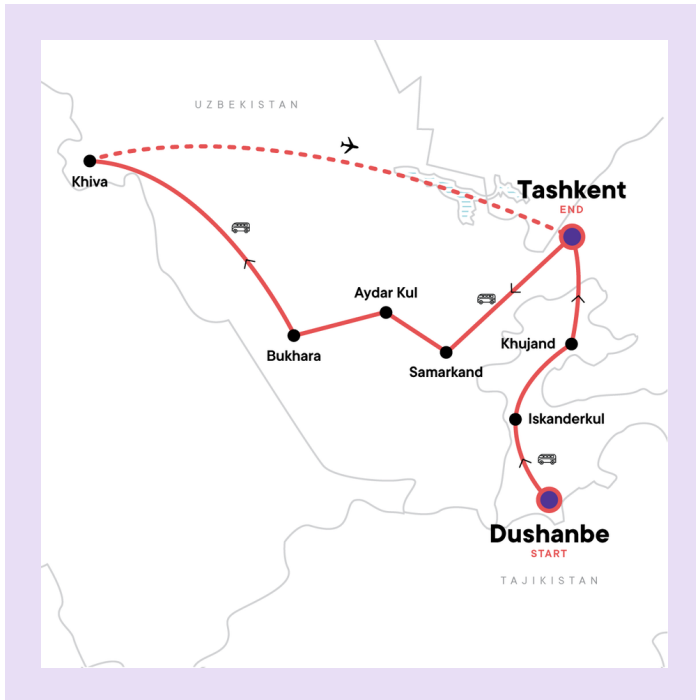 UZBEKISTAN
Khiva
Tashkent
END
Aydar Kul
Bukhara
Khujand
Samarkand
Iskanderkul
Dushanbe
START
TAJIKISTAN